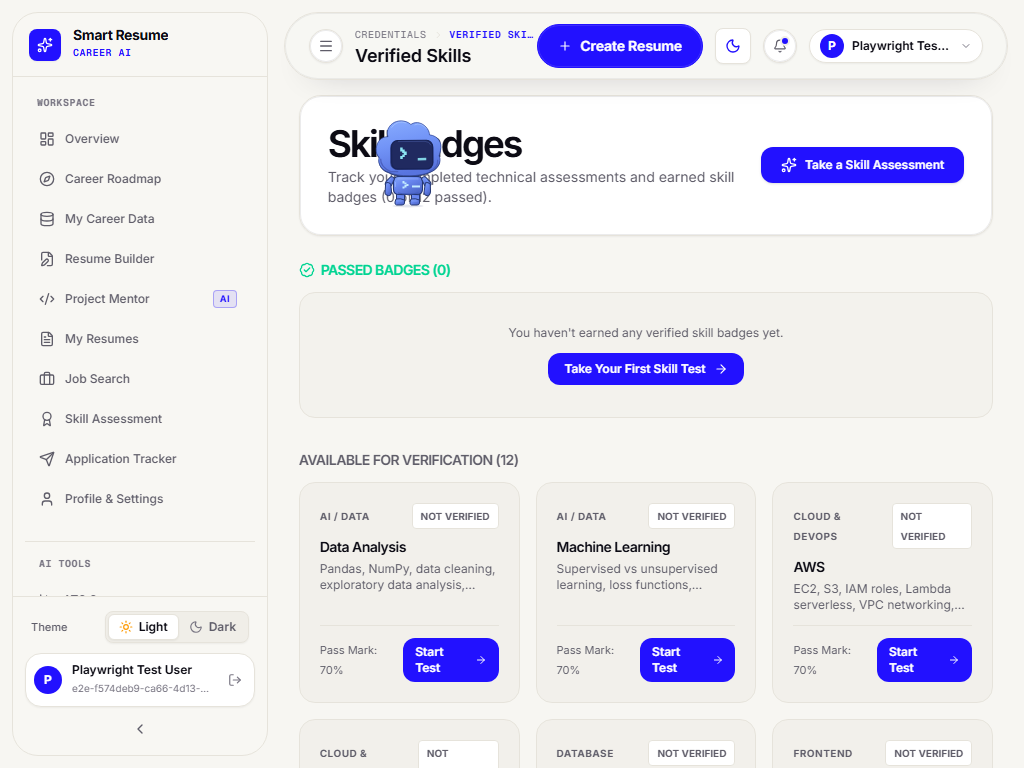 Smart Resume
CAREER AI
WORKSPACE
Overview
Career Roadmap
My Career Data
Resume Builder
Project Mentor AI
My Resumes
Job Search
Skill Assessment
Application Tracker
Profile & Settings
AI TOOLS
Theme
Light
Dark
P
Playwright Test User
e2e-f574deb9-ca66-4d13-...
CREDENTIALS
VERIFIED SKI...
Verified Skills
Create Resume
P
Playwright Tes...
Take a Skill Assessment
technical assessments and earned skill
badges passed).
PASSED BADGES (0)
You haven't earned any verified skill badges yet.
Take Your First Skill Test
AVAILABLE FOR VERIFICATION (12)
AI / DATA
NOT VERIFIED
Data Analysis
Pandas, NumPy, data cleaning,
exploratory data analysis,...
Pass Mark:
70%
Start
Test
AI / DATA
NOT VERIFIED
Machine Learning
Supervised vs unsupervised
learning, loss functions,...
Pass Mark:
70%
Start
Test
CLOUD &
DEVOPS
NOT
VERIFIED
AWS
EC2, S3, IAM roles, Lambda
serverless, VPC networking,...
Pass Mark:
70%
Start
Test
CLOUD &
NOT
DATABASE
NOT VERIFIED
FRONTEND
NOT VERIFIED